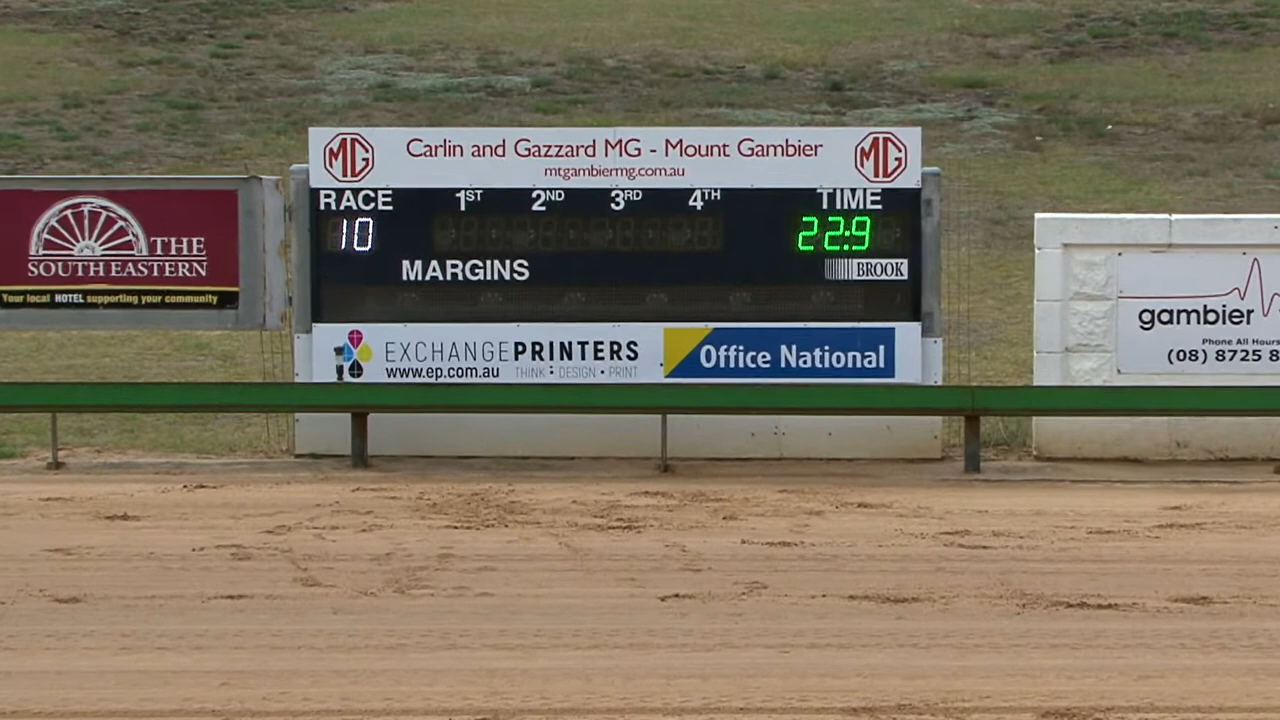 MG Carlin and Gazzard MG - Mount Gambier MG
mtgambiermg.com.au
RACE 1ST 2ND 3RD 4TH TIME
10 22:9
MARGINS BROOK
THE
SOUTH EASTERN
Your local HOTEL supporting your community
EXCHANGEPRINTERS
www.ep.com.au THINK • DESIGN • PRINT
Office National
gambier
Phone All Hours
(08) 8725 8